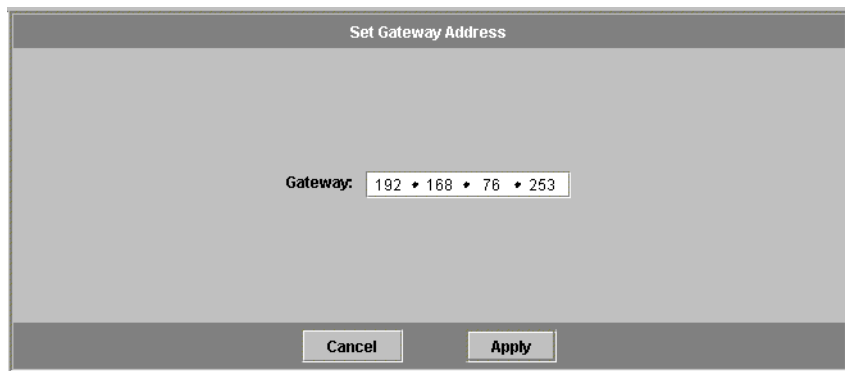 Set Gateway Address
Gateway: 192 • 168 • 76 • 253
Cancel Apply